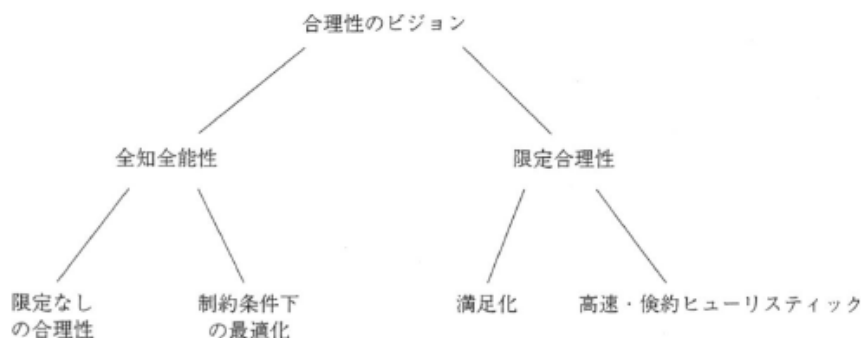 合理性のビジョン
全知全能性
限定合理性
限定なし
の合理性
制約条件下
の最適化
満足化
高速・倹約ヒューリスティック